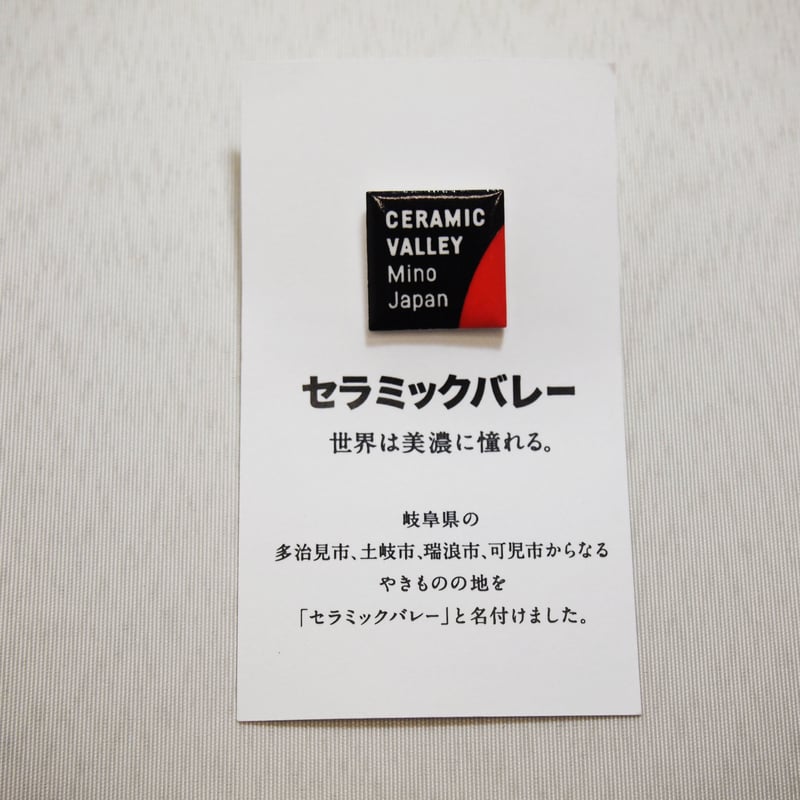 CERAMIC
VALLEY
Mino
Japan
セラミックバレー
世界は美濃に憧れる。
岐阜県の
多治見市、土岐市、瑞浪市、可児市からなる
やきものの地を
「セラミックバレー」と名付けました。